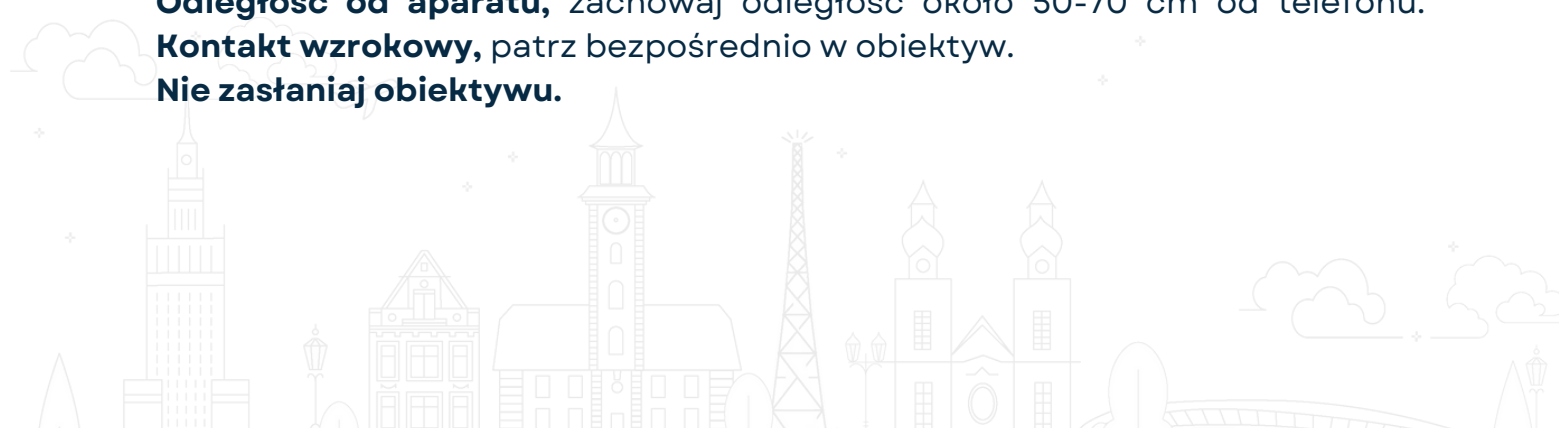 Odległość od aparatu, zachowaj odległość około 50-70 cm od telefonu.
Kontakt wzrokowy, patrz bezpośrednio w obiektyw.
Nie zasłaniaj obiektywu.